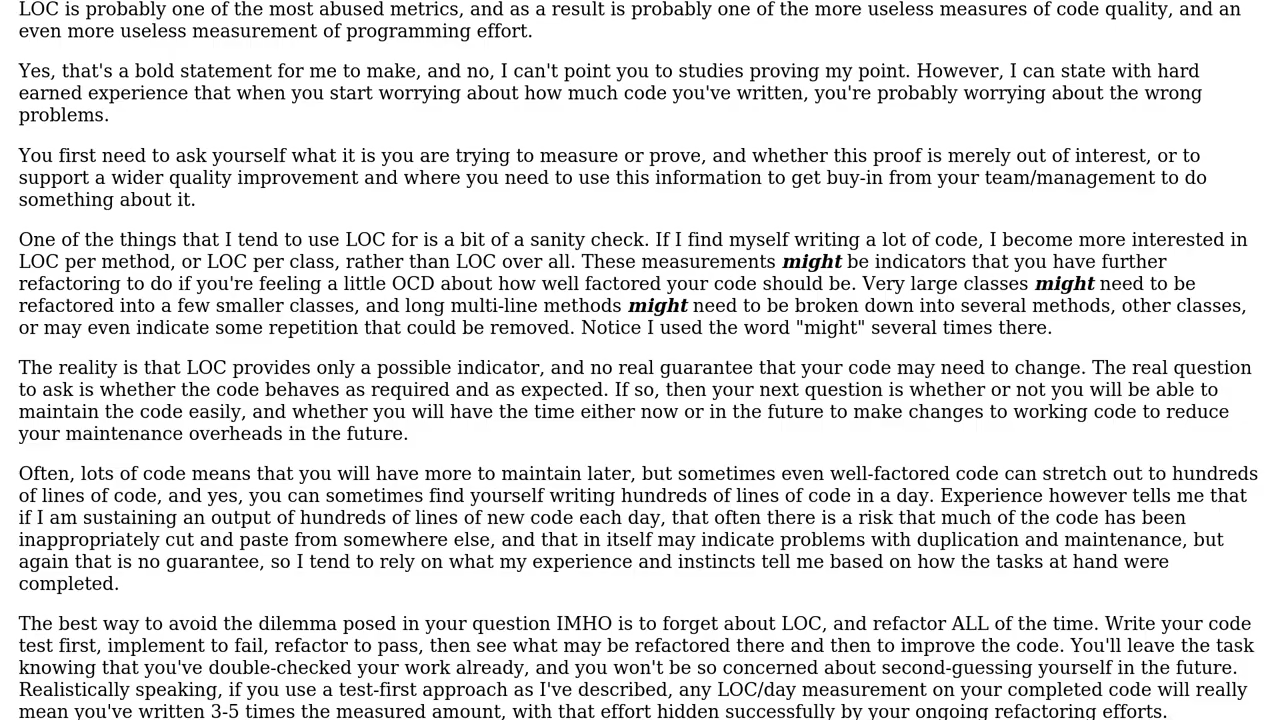 LOC is probably one of the most abused metrics, and as a result is probably one of the more useless measures of code quality, and an
even more useless measurement of programming effort.
Yes, that's a bold statement for me to make, and no, I can't point you to studies proving my point. However, I can state with hard
earned experience that when you start worrying about how much code you've written, you're probably worrying about the wrong
problems.
You first need to ask yourself what it is you are trying to measure or prove, and whether this proof is merely out of interest, or to
support a wider quality improvement and where you need to use this information to get buy-in from your team/management to do
something about it.
One of the things that I tend to use LOC for is a bit of a sanity check. If I find myself writing a lot of code, I become more interested in
LOC per method, or LOC per class, rather than LOC over all. These measurements might be indicators that you have further
refactoring to do if you're feeling a little OCD about how well factored your code should be. Very large classes might need to be
refactored into a few smaller classes, and long multi-line methods might need to be broken down into several methods, other classes,
or may even indicate some repetition that could be removed. Notice I used the word "might" several times there.
The reality is that LOC provides only a possible indicator, and no real guarantee that your code may need to change. The real question
to ask is whether the code behaves as required and as expected. If so, then your next question is whether or not you will be able to
maintain the code easily, and whether you will have the time either now or in the future to make changes to working code to reduce
your maintenance overheads in the future.
Often, lots of code means that you will have more to maintain later, but sometimes even well-factored code can stretch out to hundreds
of lines of code, and yes, you can sometimes find yourself writing hundreds of lines of code in a day. Experience however tells me that
if I am sustaining an output of hundreds of lines of new code each day, that often there is a risk that much of the code has been
inappropriately cut and paste from somewhere else, and that in itself may indicate problems with duplication and maintenance, but
again that is no guarantee, so I tend to rely on what my experience and instincts tell me based on how the tasks at hand were
completed.
The best way to avoid the dilemma posed in your question IMHO is to forget about LOC, and refactor ALL of the time. Write your code
test first, implement to fail, refactor to pass, then see what may be refactored there and then to improve the code. You'll leave the task
knowing that you've double-checked your work already, and you won't be so concerned about second-guessing yourself in the future.
Realistically speaking, if you use a test-first approach as I've described, any LOC/day measurement on your completed code will really
mean you've written 3-5 times the measured amount, with that effort hidden successfully by your ongoing refactoring efforts.